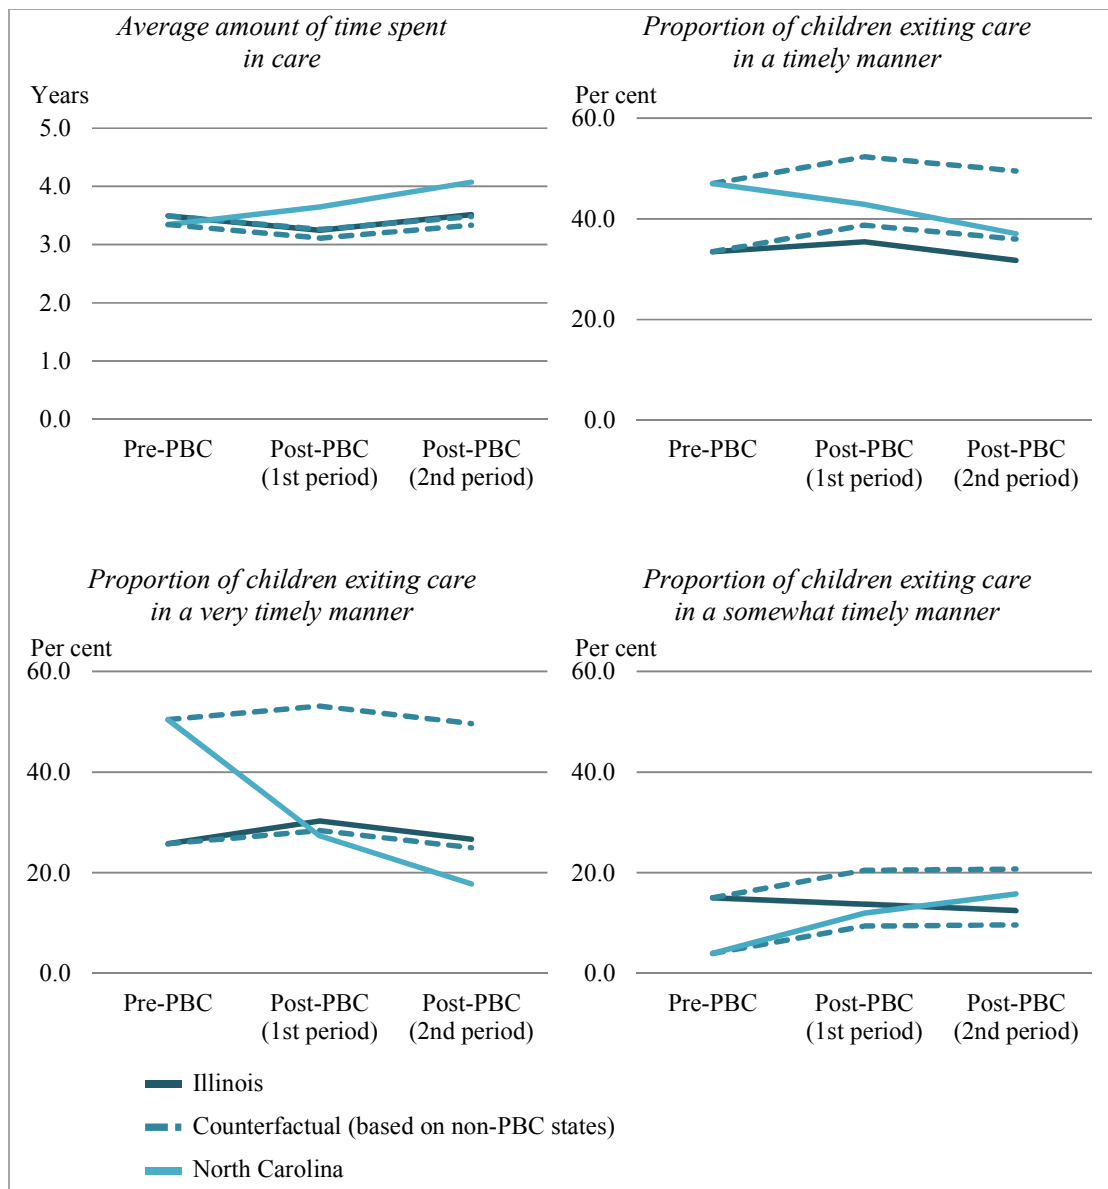 Average amount of time spent
in care
Years
5.0
4.0
3.0
2.0
1.0
0.0
Pre-PBC
Post-PBC
(1st period)
Post-PBC
(2nd period)
Proportion of children exiting care
in a timely manner
Per cent
60.0
40.0
20.0
0.0
Pre-PBC
Post-PBC
(1st period)
Post-PBC
(2nd period)
Proportion of children exiting care
in a very timely manner
Per cent
60.0
40.0
20.0
0.0
Pre-PBC
Post-PBC
(1st period)
Post-PBC
(2nd period)
Proportion of children exiting care
in a somewhat timely manner
Per cent
60.0
40.0
20.0
0.0
Pre-PBC
Post-PBC
(1st period)
Post-PBC
(2nd period)
Illinois
Counterfactual (based on non-PBC states)
North Carolina